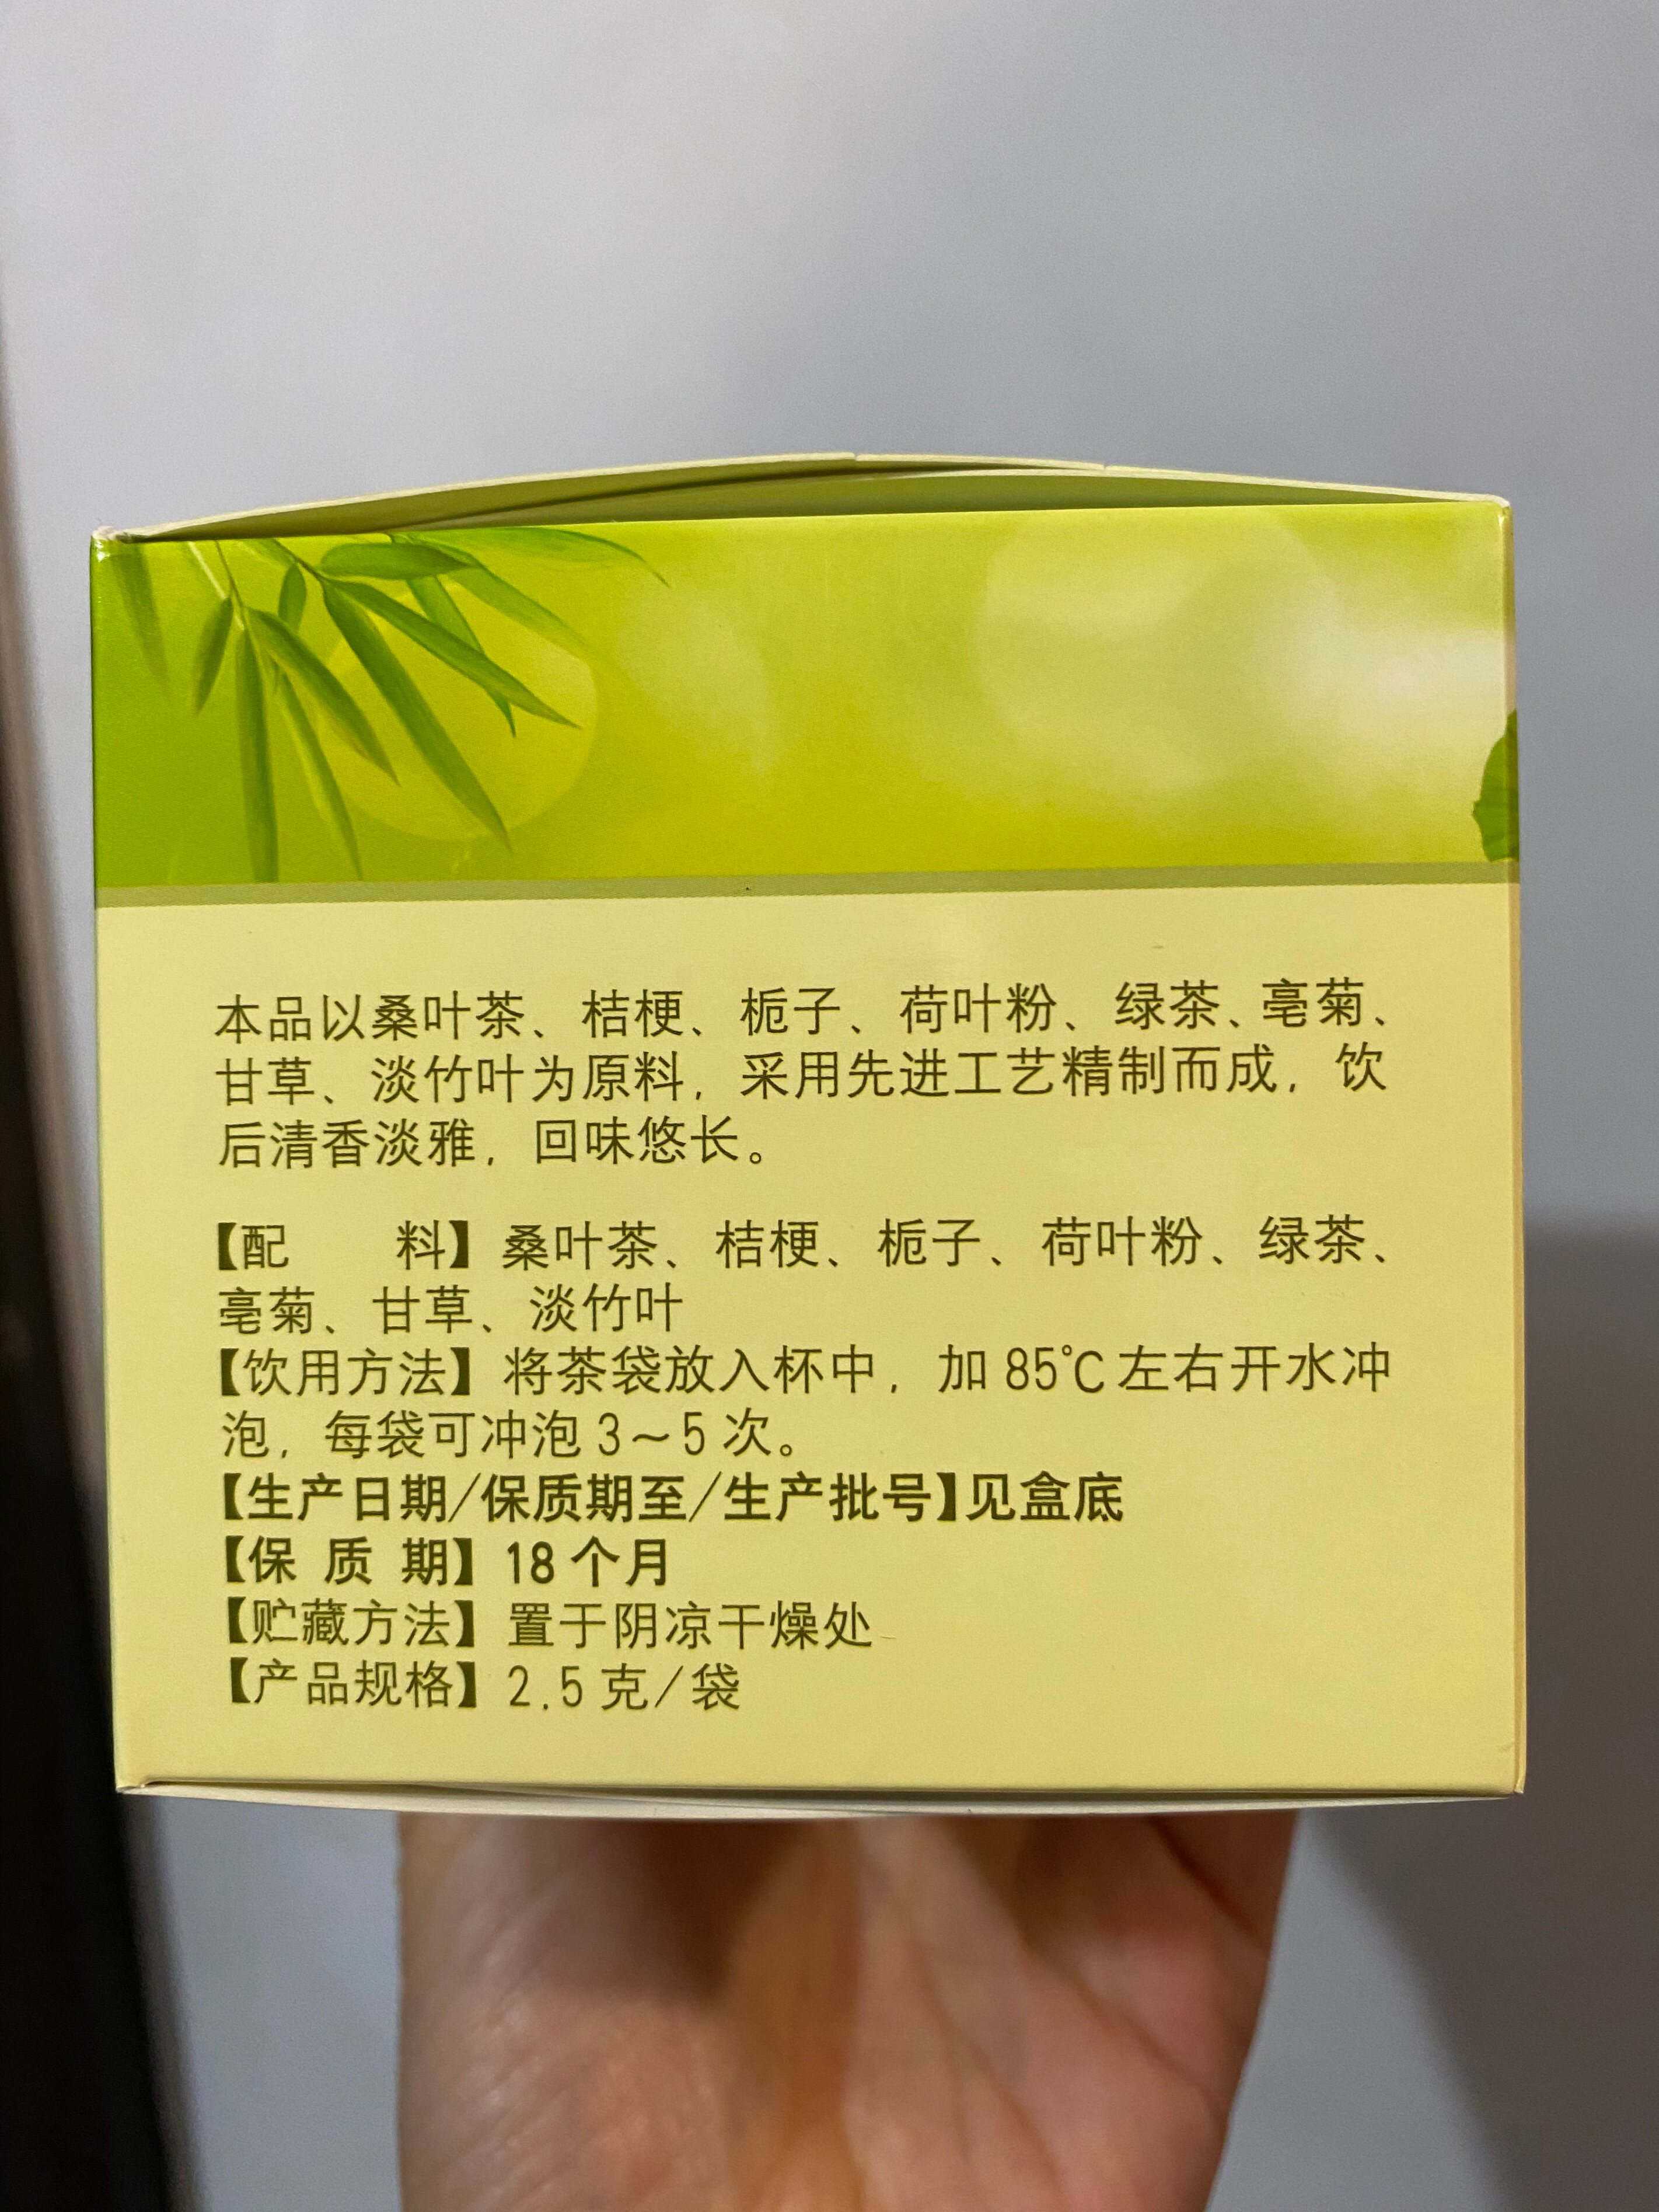 本品以桑叶茶、桔梗、栀子、荷叶粉、绿茶、亳菊、
甘草、淡竹叶为原料，采用先进工艺精制而成，饮
后清香淡雅，回味悠长。
【配 料】桑叶茶、桔梗、栀子、荷叶粉、绿茶、
亳菊、甘草、淡竹叶
【饮用方法】将茶袋放入杯中，加85℃左右开水冲
泡，每袋可冲泡3～5次。
【生产日期/保质期至/生产批号】见盒底
【保 质 期】18个月
【贮藏方法】置于阴凉干燥处
【产品规格】2.5克/袋